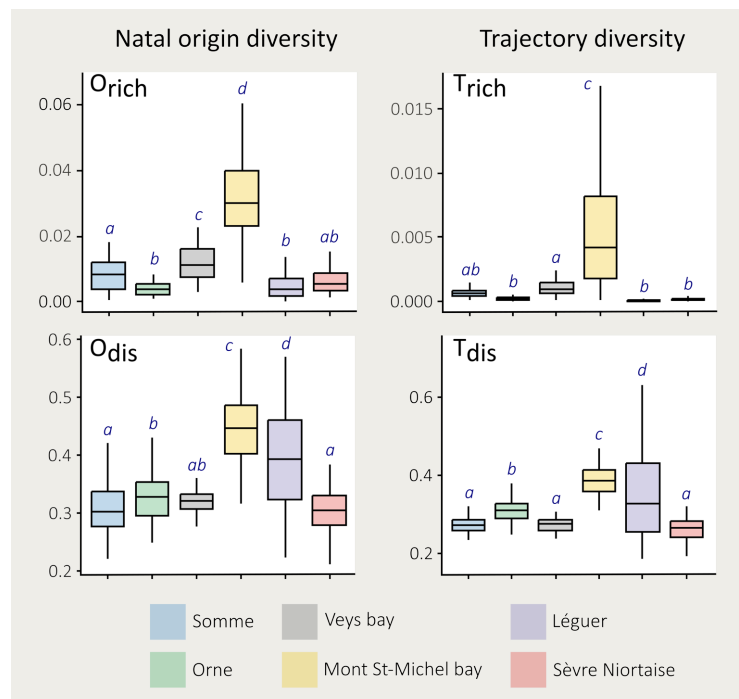 Natal origin diversity
Trajectory diversity
Orich
0.06
0.04
0.02
0.00
a
b
c
d
b
ab
Trich
0.015
0.010
0.005
0.000
ab
b
a
c
b
b
Odis
0.6
0.5
0.4
0.3
0.2
a
b
ab
c
d
a
Tdis
0.6
0.4
0.2
a
b
a
c
d
a
Somme
Veys bay
Léguer
Orne
Mont St-Michel bay
Sèvre Niortaise